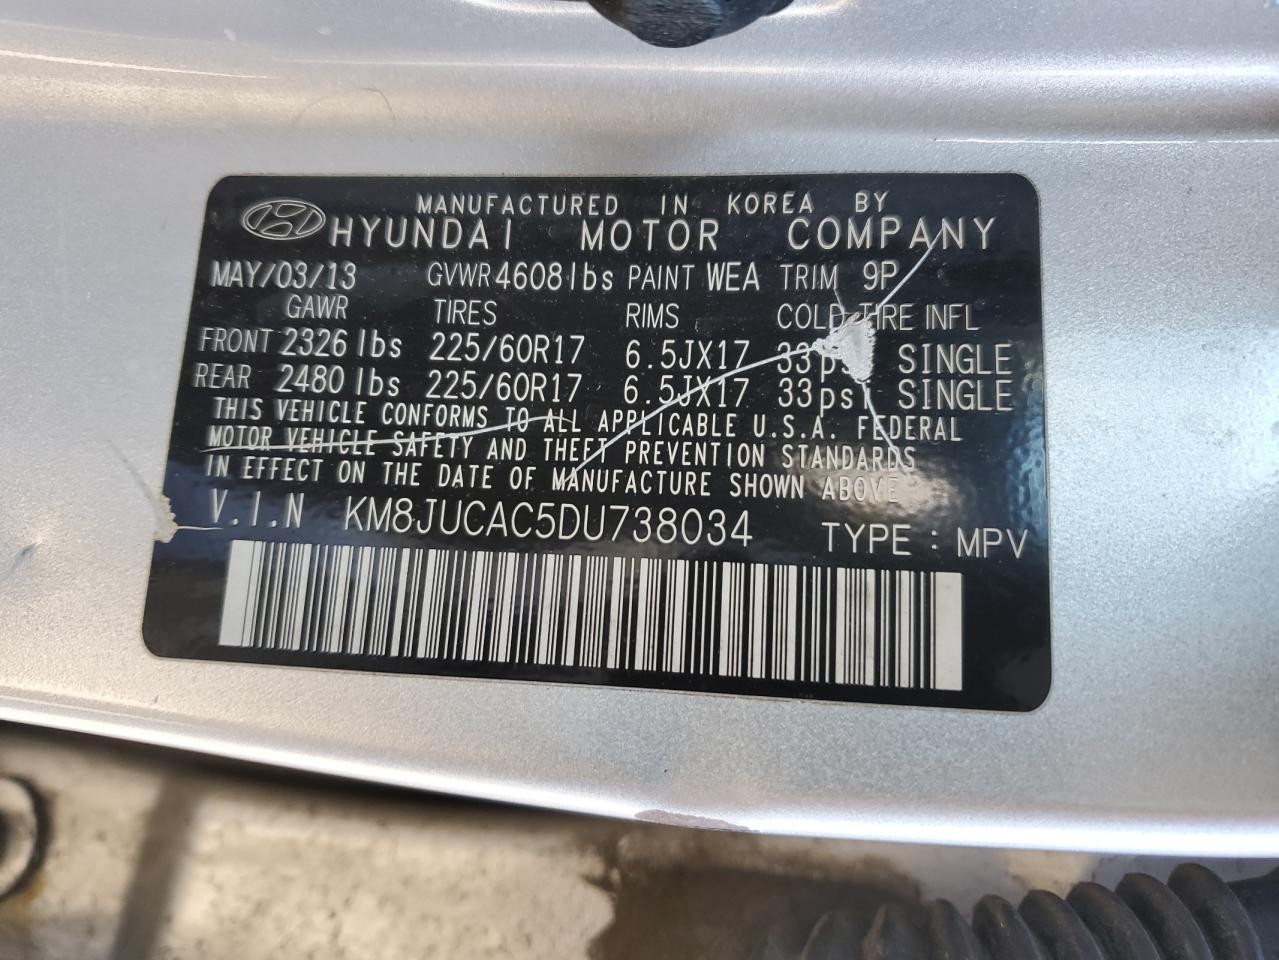 MANUFACTURED IN KOREA BY
HYUNDAI MOTOR COMPANY
MAY/03/13 GVWR 4608lbs PAINT WEA TRIM 9P
GAWR TIRES RIMS COLD TIRE INFL
FRONT 2326 lbs 225/60R17 6.5JX17 33psi SINGLE
REAR 2480 lbs 225/60R17 6.5JX17 33psi SINGLE
THIS VEHICLE CONFORMS TO ALL APPLICABLE U.S.A. FEDERAL
MOTOR VEHICLE SAFETY AND THEFT PREVENTION STANDARDS
IN EFFECT ON THE DATE OF MANUFACTURE SHOWN ABOVE
V.I.N KM8JUCAC5DU738034 TYPE : MPV